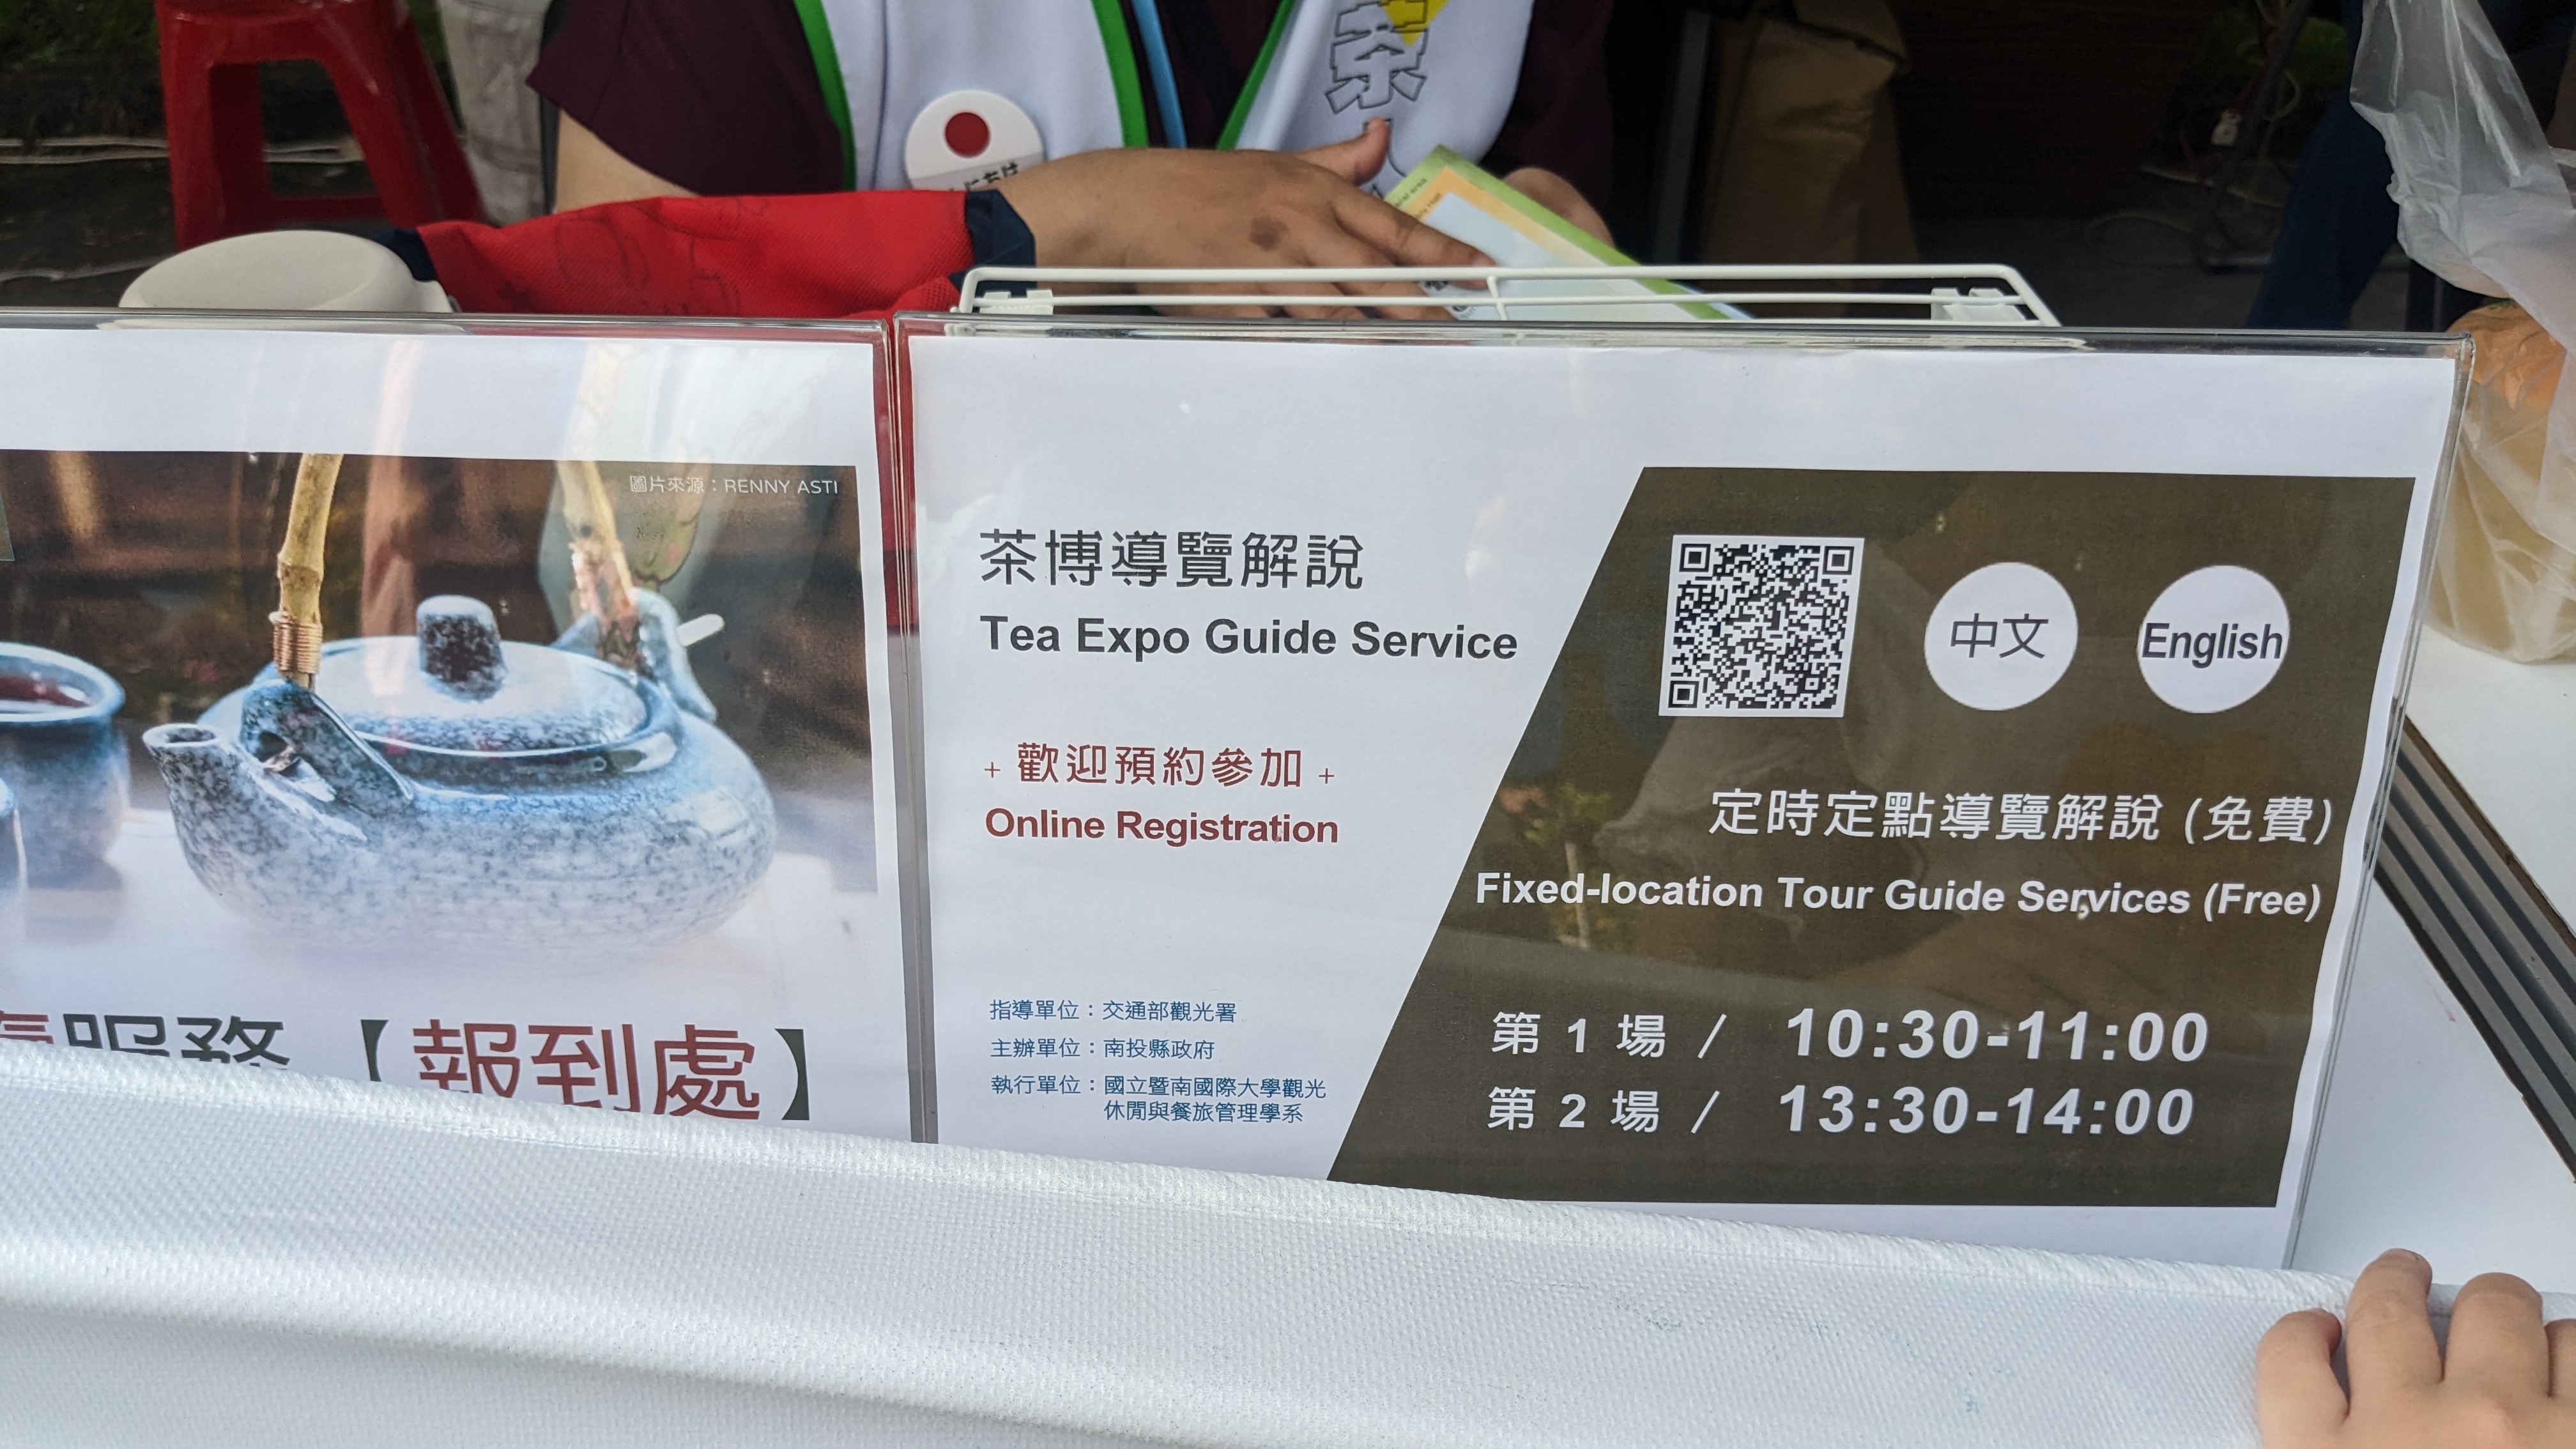 茶
圖片來源：RENNY ASTI
服務【報到處】
茶博導覽解說
Tea Expo Guide Service
+ 歡迎預約參加 +
Online Registration
指導單位：交通部觀光署
主辦單位：南投縣政府
執行單位：國立暨南國際大學觀光
休閒與餐旅管理學系
中文
English
定時定點導覽解說 (免費)
Fixed-location Tour Guide Services (Free)
第 1 場 / 10:30-11:00
第 2 場 / 13:30-14:00